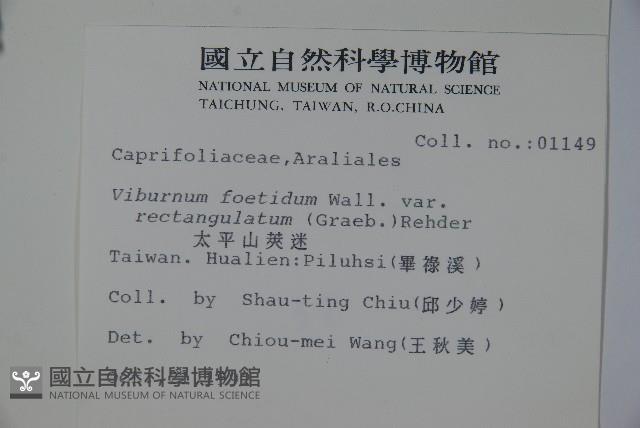 國立自然科學博物館
NATIONAL MUSEUM OF NATURAL SCIENCE
TAICHUNG, TAIWAN, R.O.CHINA
Coll. no.:01149
Caprifoliaceae,Araliales
Viburnum foetidum Wall. var.
rectangulatum (Graeb.)Rehder
太平山莢迷
Taiwan. Hualien:Piluhsi(畢祿溪)
Coll. by Shau-ting Chiu(邱少婷)
Det. by Chiou-mei Wang(王秋美)
國立自然科學博物館
NATIONAL MUSEUM OF NATURAL SCIENCE